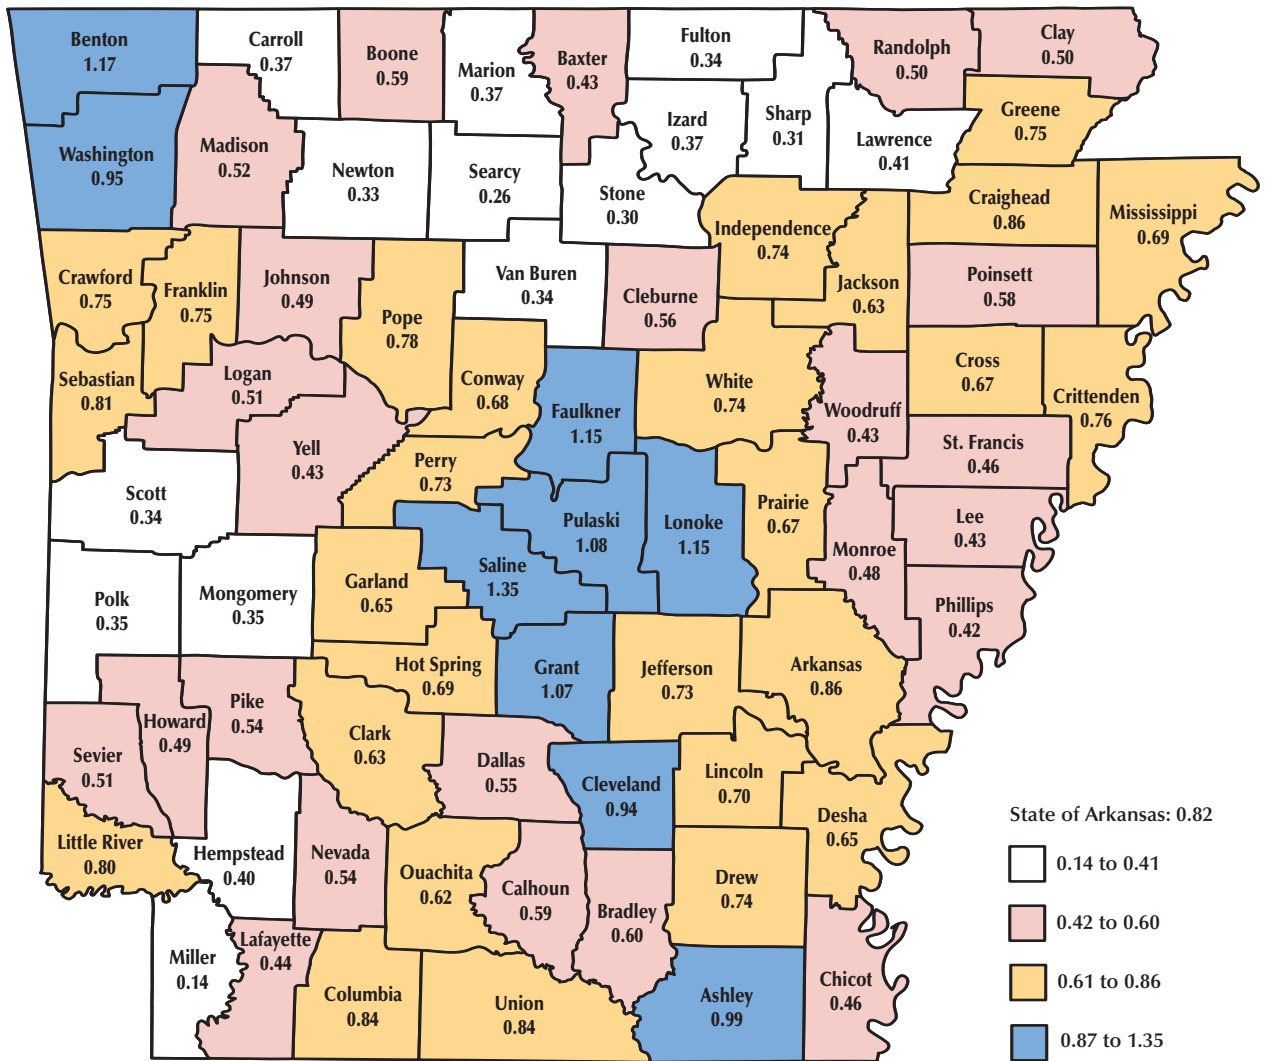 Benton
1.17
Carroll
0.37
Boone
0.59
Marion
0.37
Baxter
0.43
Fulton
0.34
Randolph
0.50
Clay
0.50
Washington
0.95
Madison
0.52
Newton
0.33
Searcy
0.26
Stone
0.30
Izard
0.37
Sharp
0.31
Lawrence
0.41
Greene
0.75
Craighead
0.86
Mississippi
0.69
Crawford
0.75
Franklin
0.75
Johnson
0.49
Pope
0.78
Van Buren
0.34
Cleburne
0.56
Independence
0.74
Jackson
0.63
Poinsett
0.58
Sebastian
0.81
Logan
0.51
Conway
0.68
Faulkner
1.15
White
0.74
Woodruff
0.43
Cross
0.67
Crittenden
0.76
Scott
0.34
Yell
0.43
Perry
0.73
Pulaski
1.08
Lonoke
1.15
Prairie
0.67
St. Francis
0.46
Lee
0.43
Monroe
0.48
Phillips
0.42
Polk
0.35
Montgomery
0.35
Garland
0.65
Saline
1.35
Hot Spring
0.69
Grant
1.07
Jefferson
0.73
Arkansas
0.86
Sevier
0.51
Howard
0.49
Pike
0.54
Clark
0.63
Dallas
0.55
Cleveland
0.94
Lincoln
0.70
Desha
0.65
Little River
0.80
Hempstead
0.40
Nevada
0.54
Ouachita
0.62
Calhoun
0.59
Bradley
0.60
Drew
0.74
Miller
0.14
Lafayette
0.44
Columbia
0.84
Union
0.84
Ashley
0.99
Chicot
0.46
State of Arkansas: 0.82
0.14 to 0.41
0.42 to 0.60
0.61 to 0.86
0.87 to 1.35